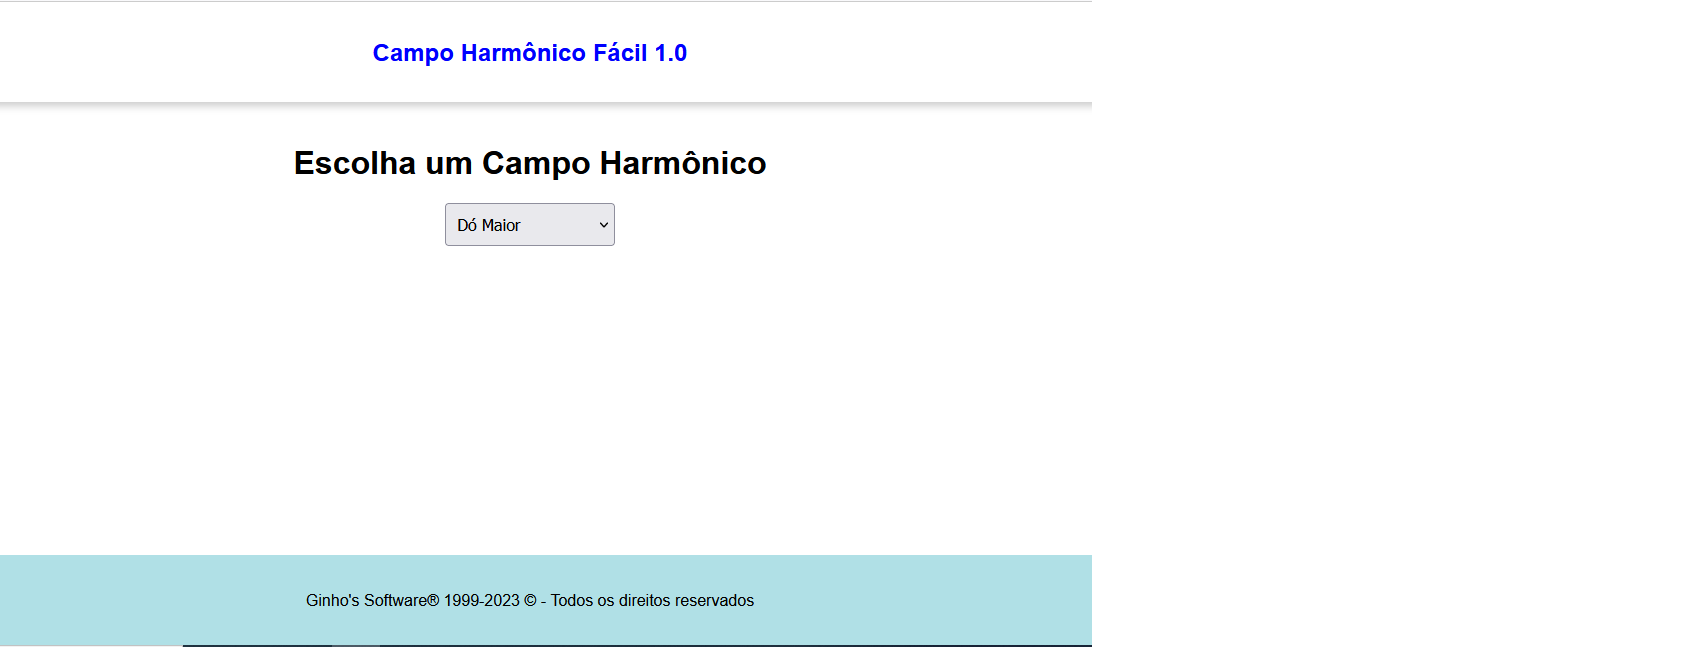 Campo Harmônico Fácil 1.0
Escolha um Campo Harmônico
Dó Maior
Ginho's Software® 1999-2023 © - Todos os direitos reservados